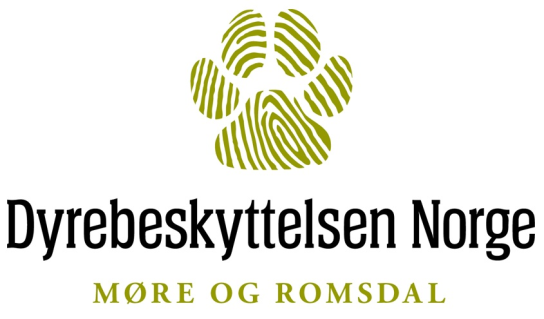 Dyrebeskyttelsen Norge
MØRE OG ROMSDAL